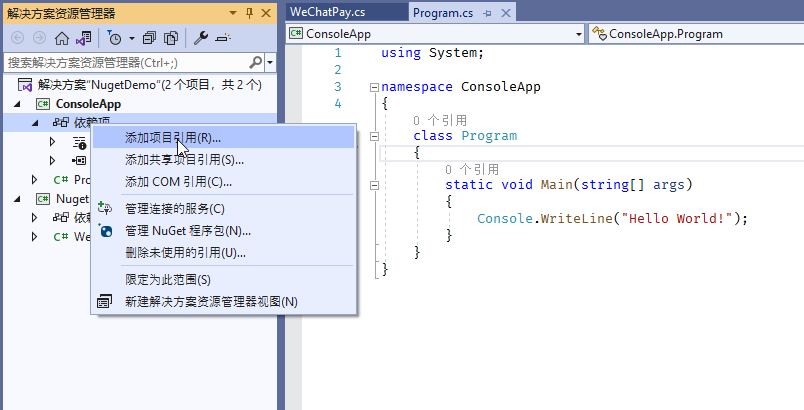 解决方案资源管理器
搜索解决方案资源管理器(Ctrl+;)
解决方案"NugetDemo"(2 个项目，共 2 个)
C# ConsoleApp
依赖项
C# Pro
C# Nuget
依赖
C# We
添加项目引用(R)...
添加共享项目引用(S)...
添加 COM 引用(C)...
管理连接的服务(C)
管理 NuGet 程序包(N)...
删除未使用的引用(U)...
限定为此范围(S)
新建解决方案资源管理器视图(N)
WeChatPay.cs Program.cs
C# ConsoleApp ConsoleApp.Program
1 using System;
2
3 namespace ConsoleApp
4 {
0 个引用
class Program
{
0 个引用
static void Main(string[] args)
{
Console.WriteLine("Hello World!");
}
}
}